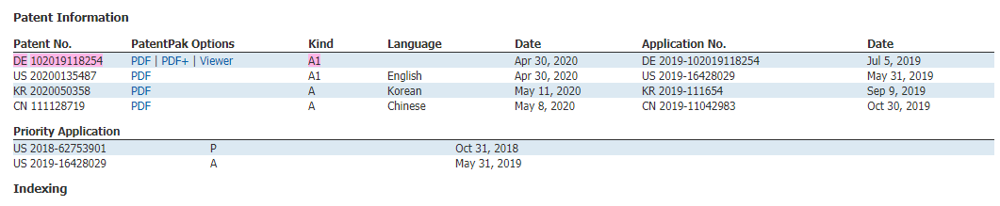 Patent Information
Patent No. PatentPak Options Kind Language Date Application No. Date
DE 102019118254 PDF | PDF+ | Viewer A1 Apr 30, 2020 DE 2019-102019118254 Jul 5, 2019
US 20200135487 PDF A1 English Apr 30, 2020 US 2019-16428029 May 31, 2019
KR 2020050358 PDF A Korean May 11, 2020 KR 2019-111654 Sep 9, 2019
CN 111128719 PDF A Chinese May 8, 2020 CN 2019-11042983 Oct 30, 2019
Priority Application
US 2018-62753901 P Oct 31, 2018
US 2019-16428029 A May 31, 2019
Indexing